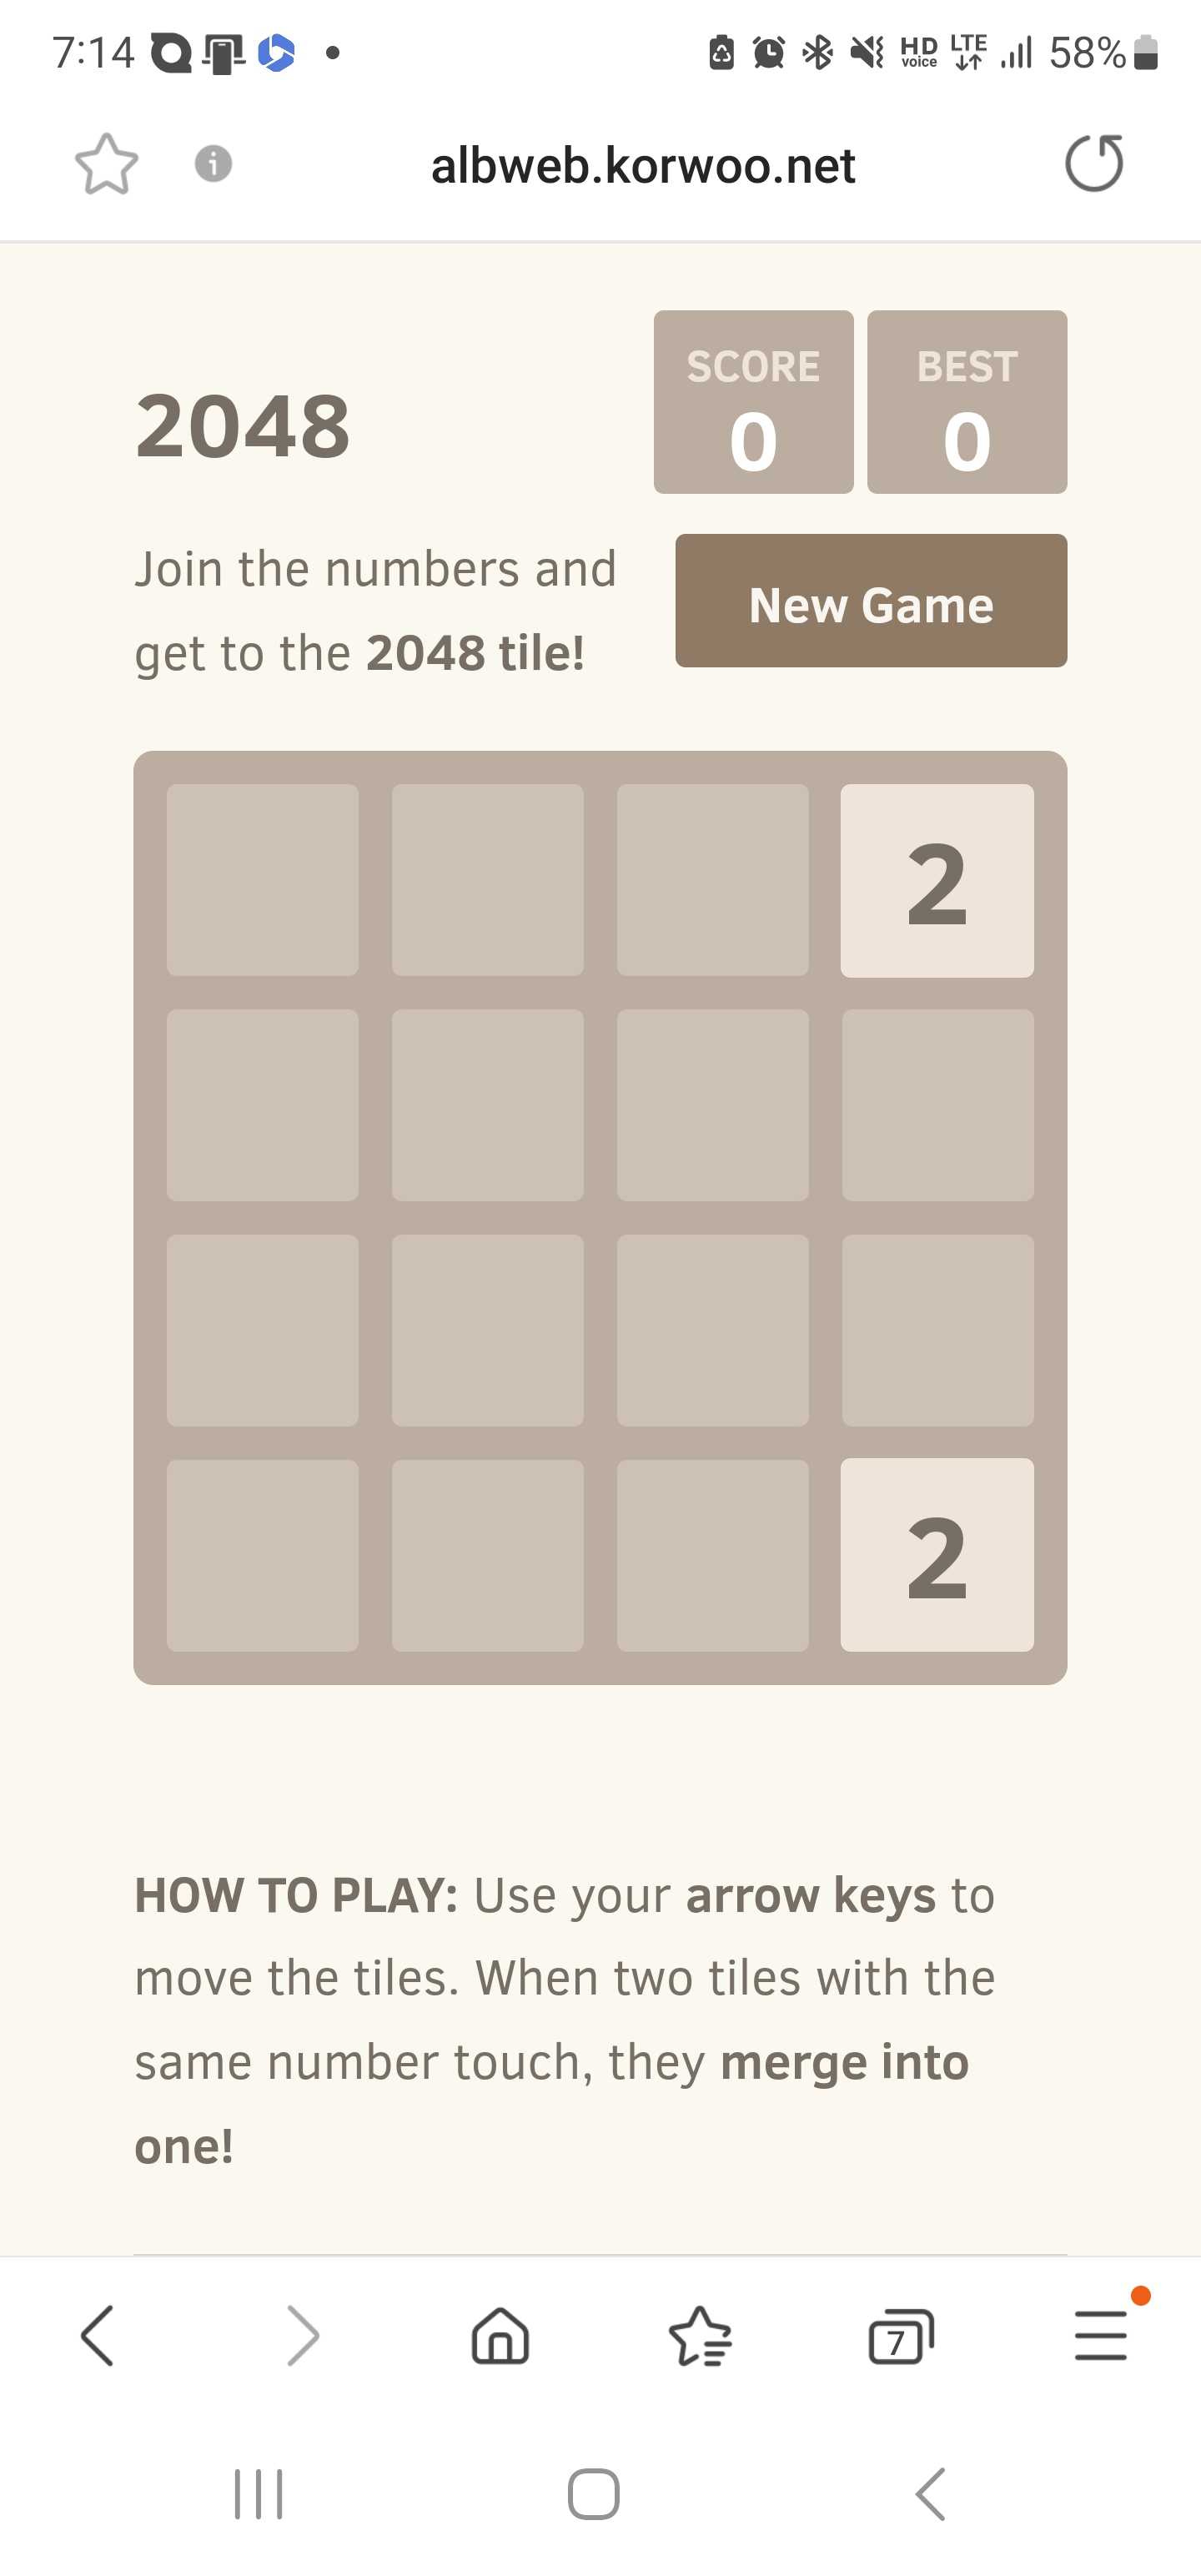 7:14 HD voice LTE 58%
albweb.korwoo.net
SCORE BEST
2048 0 0
Join the numbers and
get to the 2048 tile!
New Game
2
2
HOW TO PLAY: Use your arrow keys to
move the tiles. When two tiles with the
same number touch, they merge into
one!
7